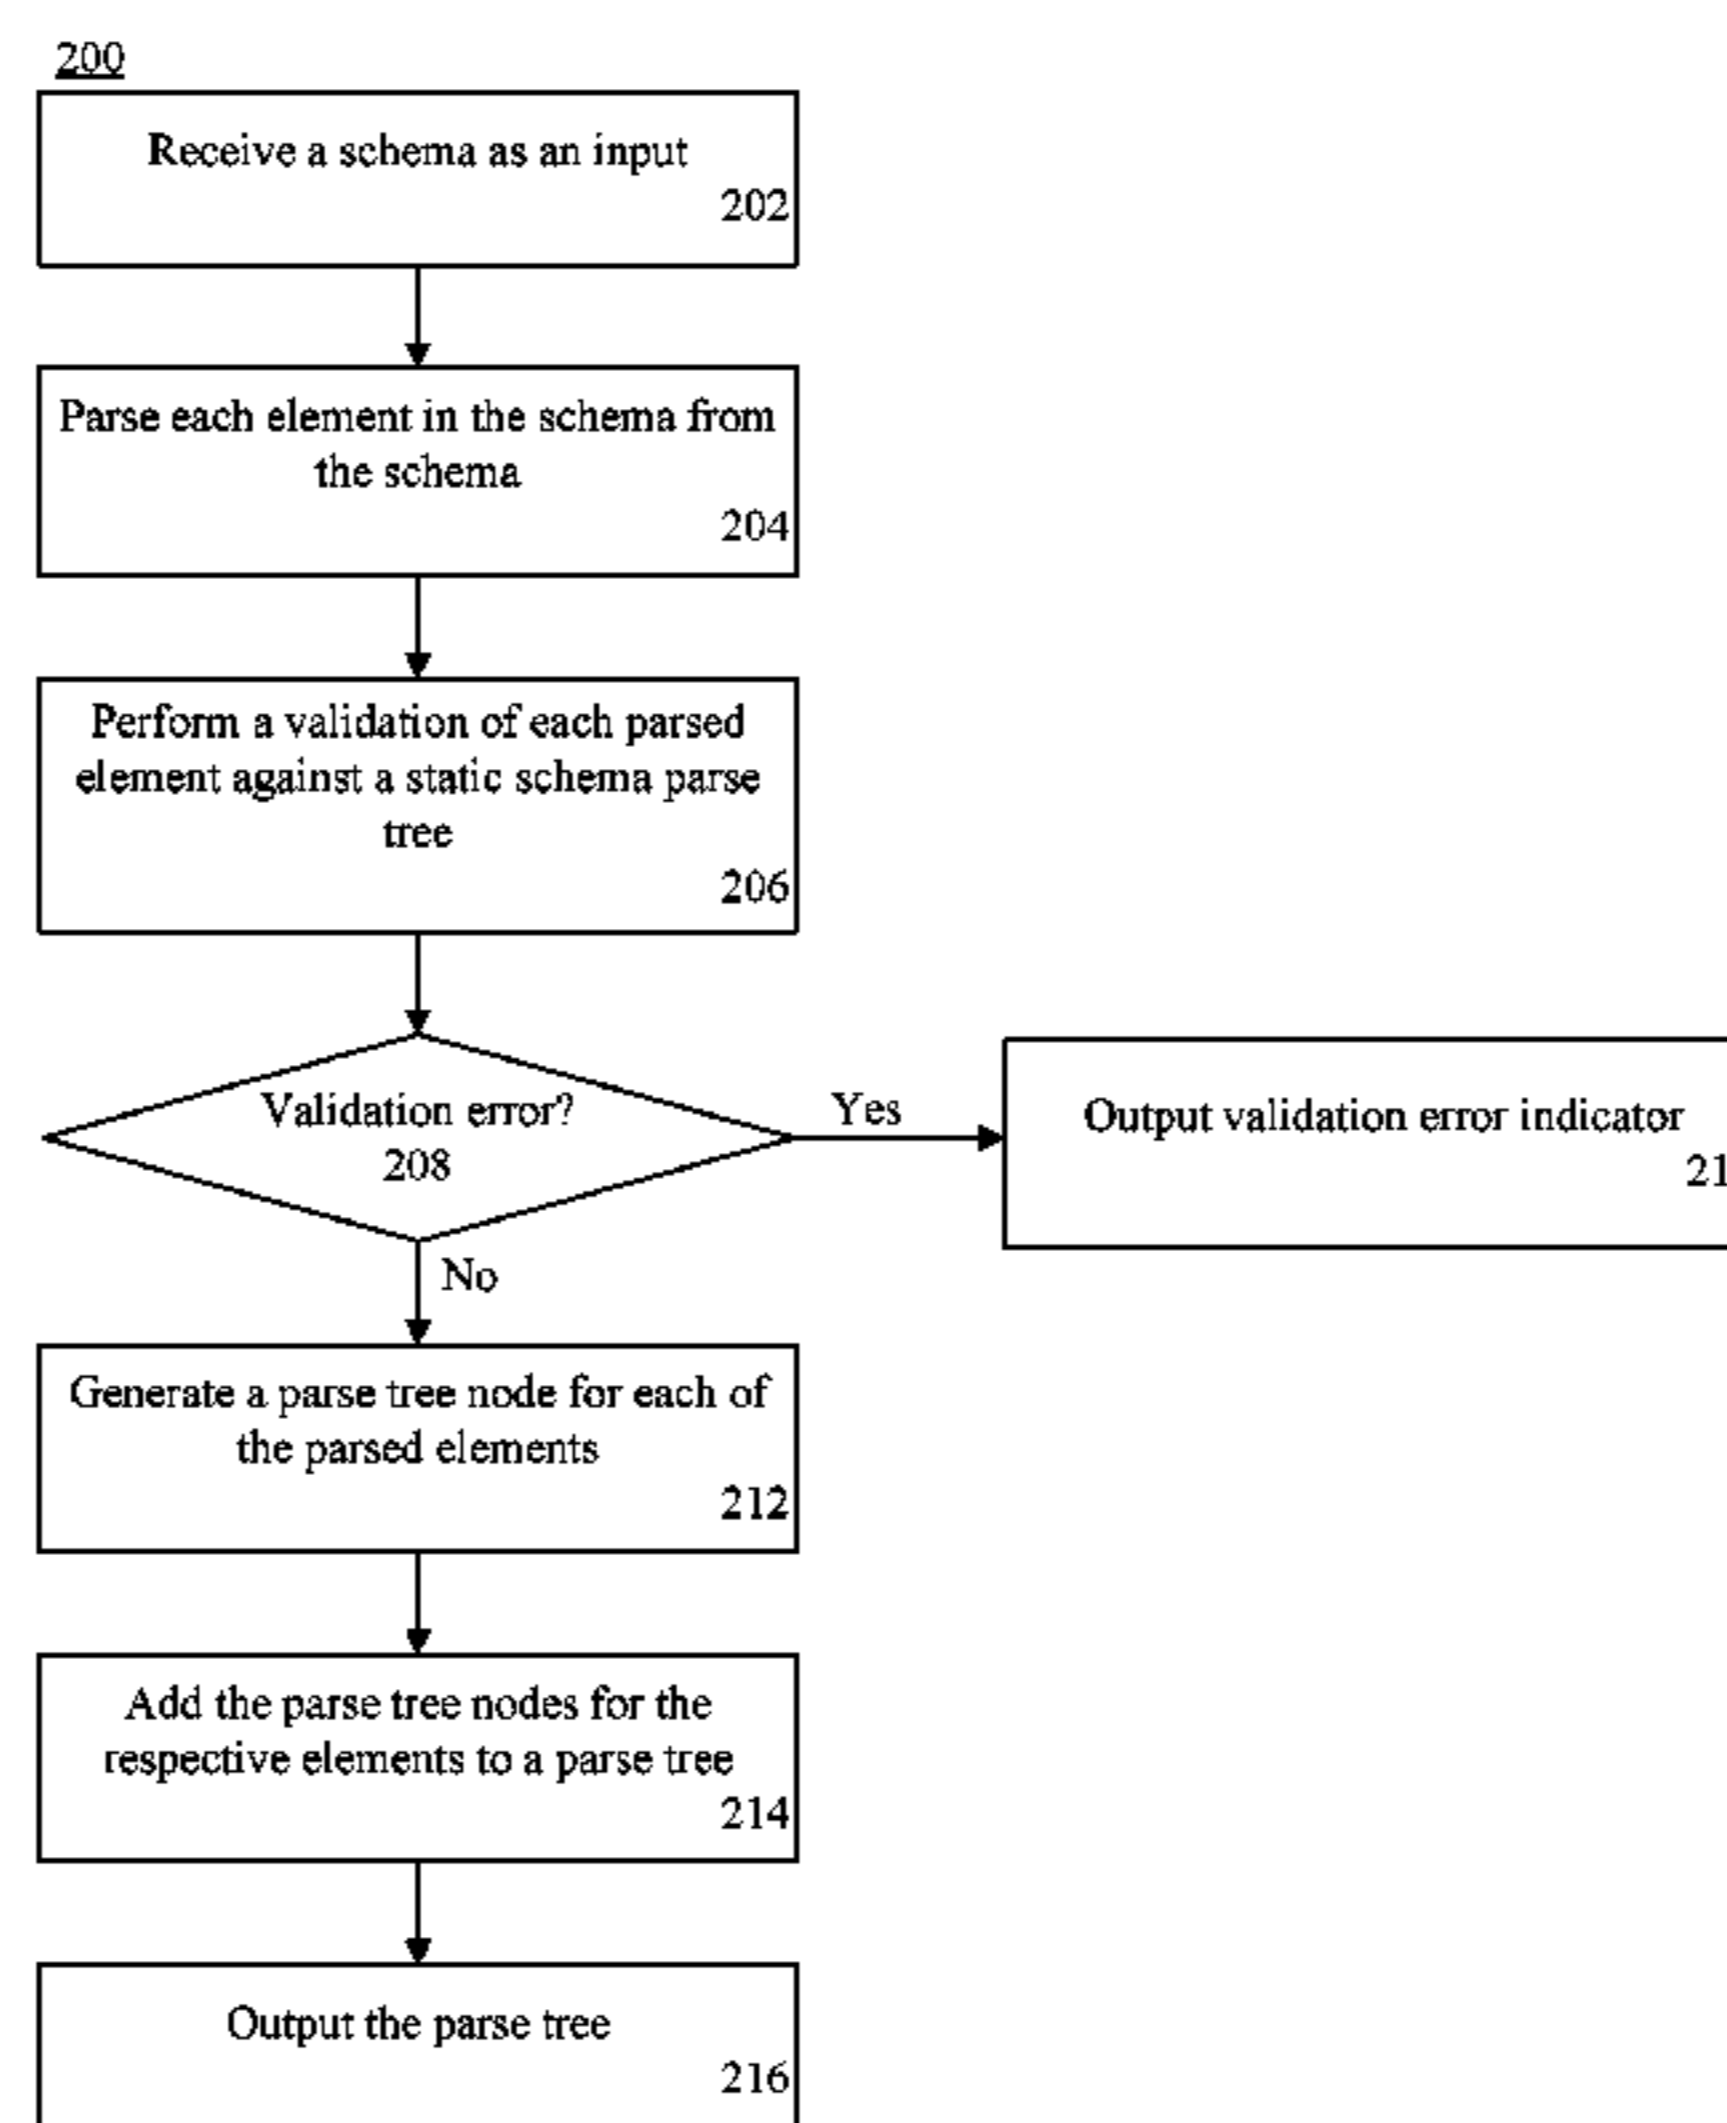 200
Receive a schema as an input
202
Parse each element in the schema from
the schema
204
Perform a validation of each parsed
element against a static schema parse
tree
206
Validation error?
208
Yes
Output validation error indicator
No
Generate a parse tree node for each of
the parsed elements
212
Add the parse tree nodes for the
respective elements to a parse tree
214
Output the parse tree
216